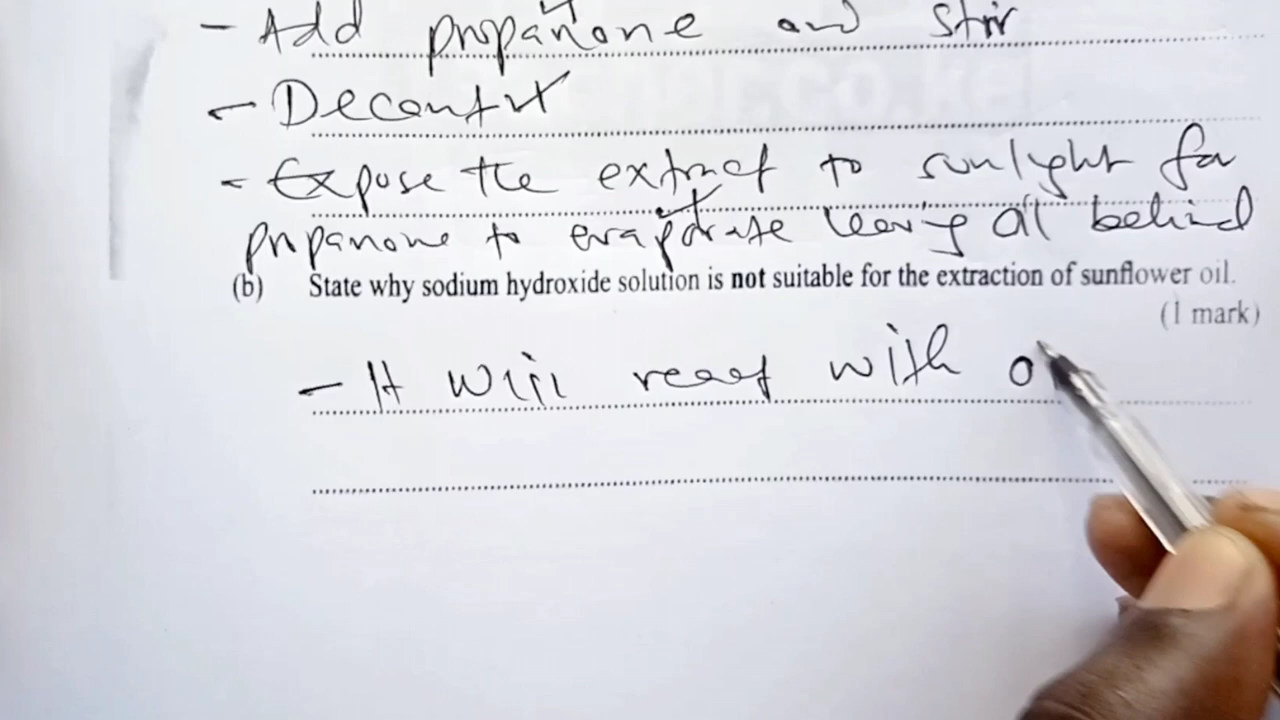 - Add propanone and stir
- Decant
- Expose the extract to sunlight for
propanone to evaporate leaving oil behind
(b) State why sodium hydroxide solution is not suitable for the extraction of sunflower oil.
(1 mark)
- It will react with o